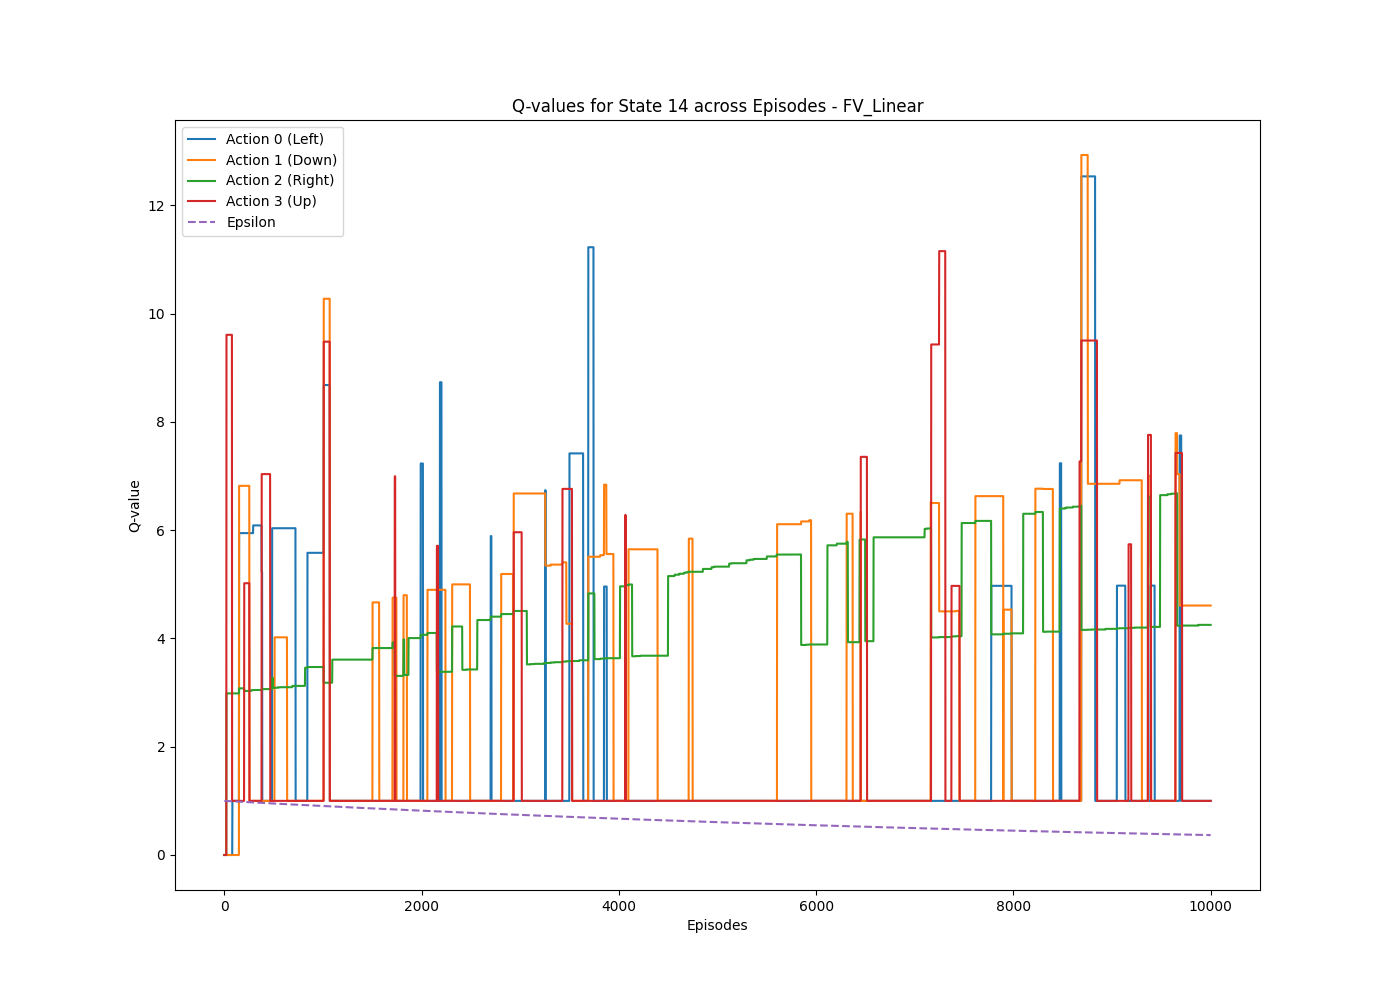 Q-values for State 14 across Episodes - FV_Linear
Action 0 (Left)
Action 1 (Down)
Action 2 (Right)
Action 3 (Up)
Epsilon
Q-value
12
10
8
6
4
2
0
0 2000 4000 6000 8000 10000
Episodes